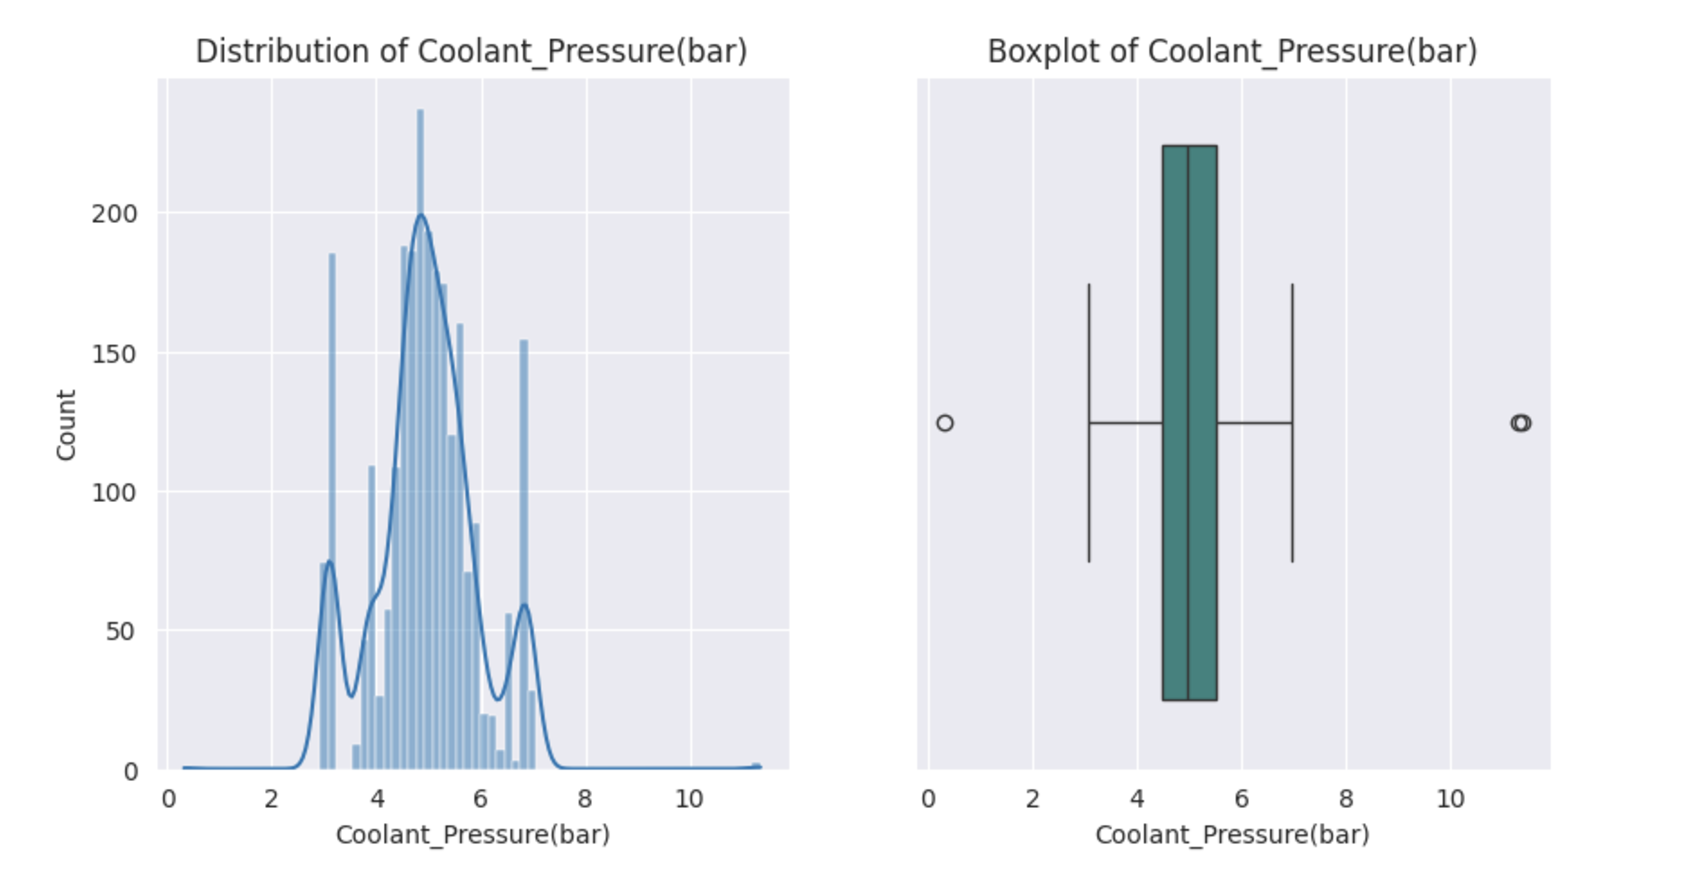 Distribution of Coolant_Pressure(bar)
Count
200
150
100
50
0
0 2 4 6 8 10
Coolant_Pressure(bar)
Boxplot of Coolant_Pressure(bar)
0 2 4 6 8 10
Coolant_Pressure(bar)